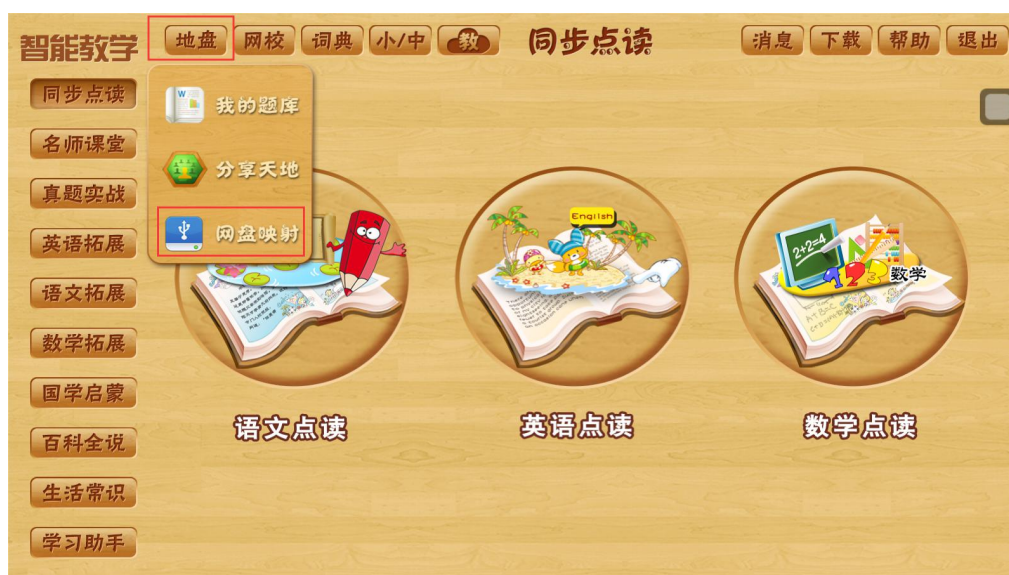 智能教学
地盘
网校
词典
小/中
教
同步点读
消息
下载
帮助
退出
同步点读
名师课堂
真题实战
英语拓展
语文拓展
数学拓展
国学启蒙
百科全说
生活常识
学习助手
我的题库
分享天地
网盘映射
W
English
2+2=4
123
数学
语文点读
英语点读
数学点读